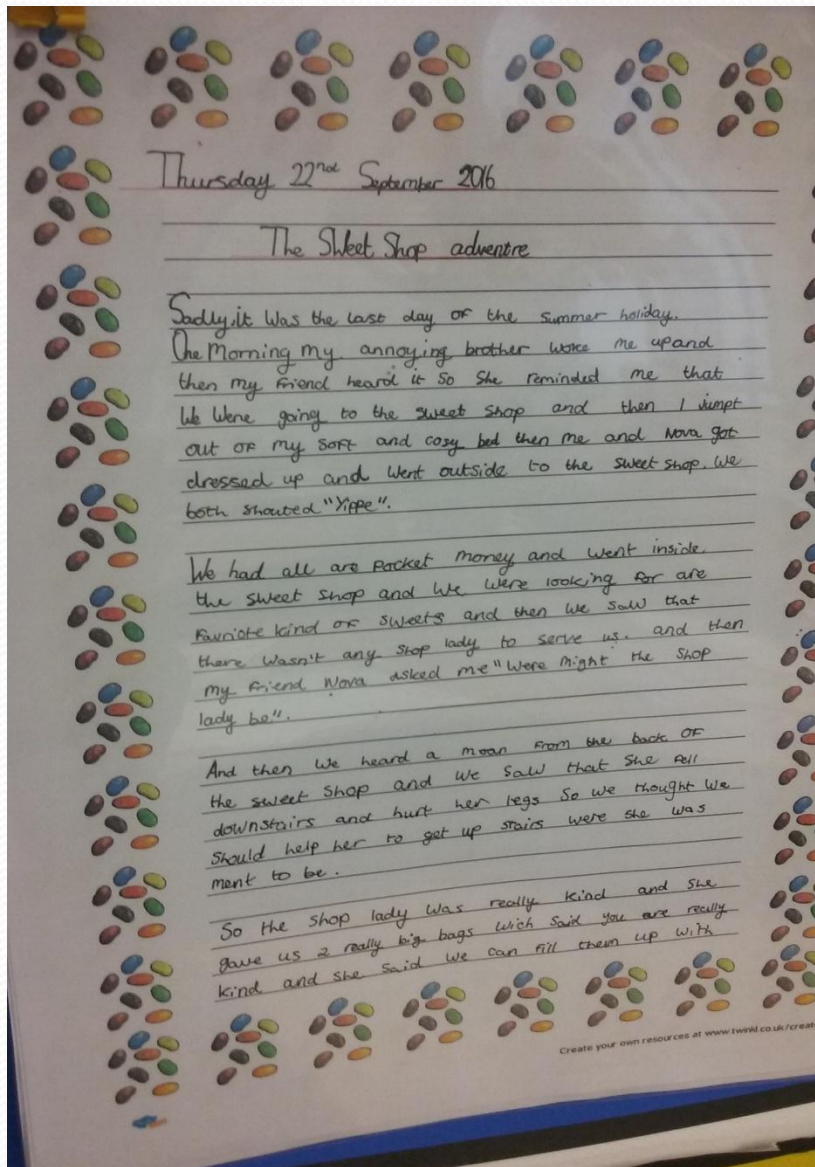 Thursday 22nd September 2016
The Sweet Shop adventre
Sadly, it Was the last day of the summer holiday.
One Morning my annoying brother woke me up and
then my friend heard it so she reminded me that
We Were going to the sweet shop and then I Jumpt
out of my soft and cosy bed then me and Nova got
dressed up and went outside to the sweet shop. We
both shouted "Yippe".
We had all are Pocket money and went inside
the sweet shop and We were looking for are
Favriote kind of sweets and then we saw that
there wasn't any shop lady to serve us. and then
my friend Nova asked me "Were might the shop
lady be".
And then We heard a moan from the back of
the sweet shop and We saw that she fell
downstairs and hurt her legs So we thought We
should help her to get up stairs were she was
ment to be.
So the shop lady was really kind and she
gave us 2 really big bags wich said you are really
kind and she said we can fill them up with
Create your own resources at www.twinkl.co.uk/creat